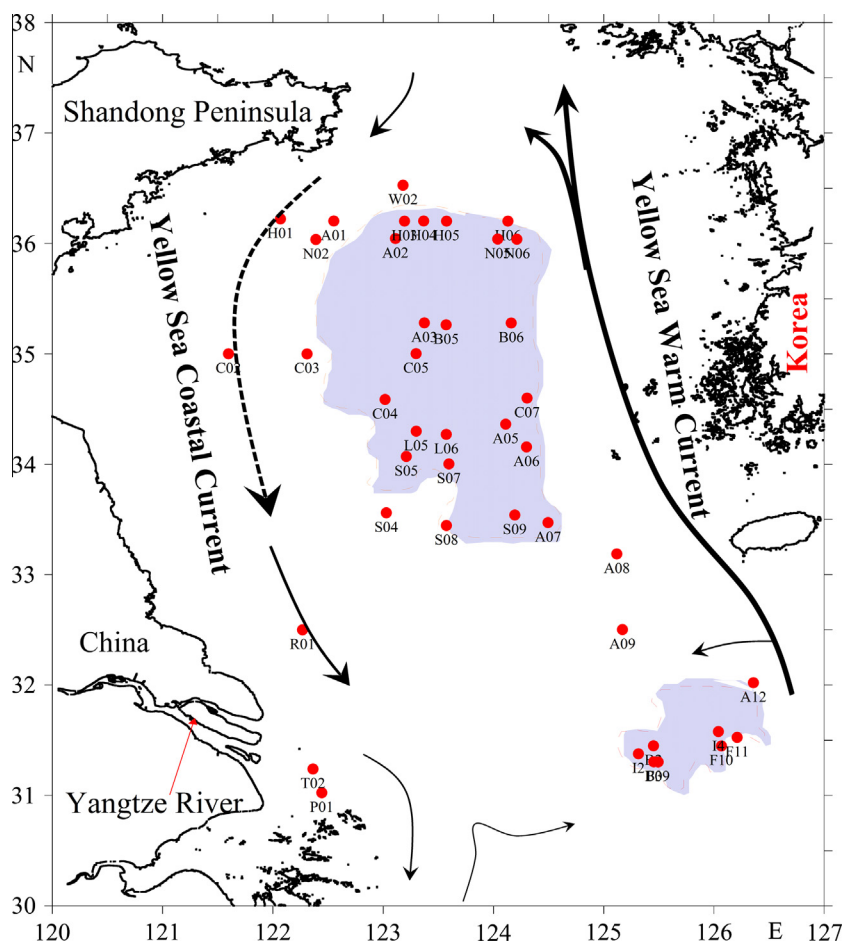 38
N
37
36
35
34
33
32
31
30
120
121
122
123
124
125
126
E
127
Shandong Peninsula
Yellow Sea Coastal Current
Yellow Sea Warm Current
Korea
China
Yangtze River
W02
H01
A01
N02
H03
H04
H05
H06
A02
N05
N06
A03
B05
B06
C02
C03
C05
C04
C07
L05
L06
A05
A06
S05
S07
S04
S08
S09
A07
A08
A09
R01
A12
T02
P01
I2
I4
F10
F11